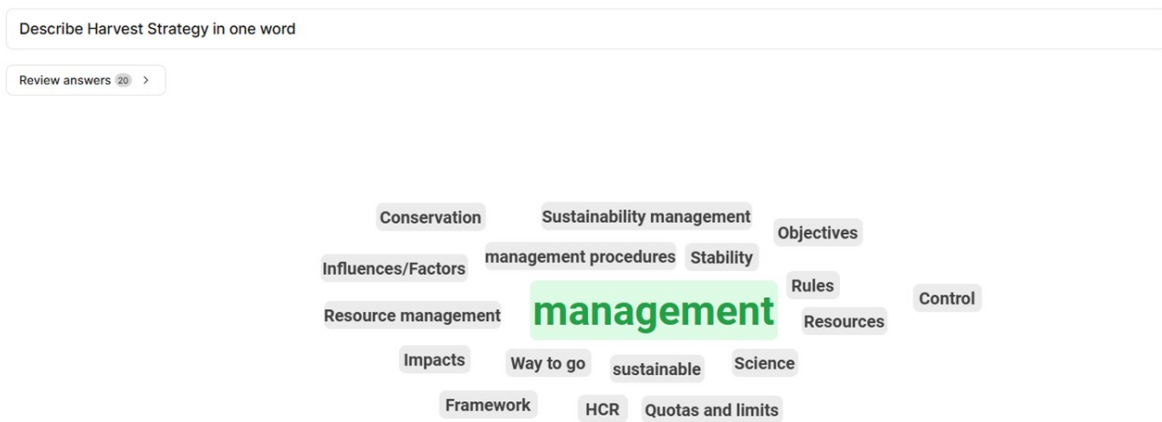 Describe Harvest Strategy in one word
Review answers 20 >
Conservation
Sustainability management
Objectives
management procedures
Stability
Influences/Factors
Rules
Control
management
Resource management
Resources
Impacts
Way to go
sustainable
Science
Framework
HCR
Quotas and limits